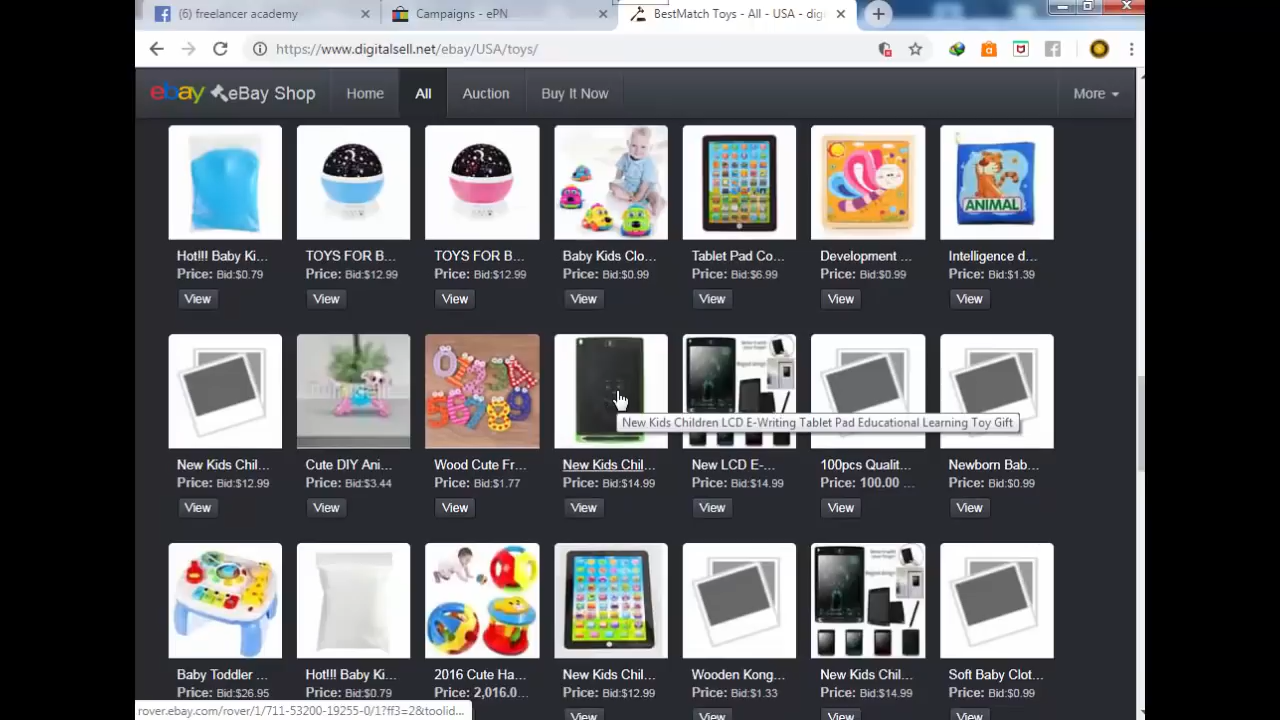 (6) freelancer academy
Campaigns - ePN
BestMatch Toys - All - USA - digi
https://www.digitalsell.net/ebay/USA/toys/
ebay eBay Shop Home All Auction Buy It Now More
ANIMAL
Hot!!! Baby Ki... TOYS FOR B... TOYS FOR B... Baby Kids Clo... Tablet Pad Co... Development ... Intelligence d...
Price: Bid:$0.79 Price: Bid:$12.99 Price: Bid:$12.99 Price: Bid:$0.99 Price: Bid:$6.99 Price: Bid:$0.99 Price: Bid:$1.39
View View View View View View View
New Kids Children LCD E-Writing Tablet Pad Educational Learning Toy Gift
New Kids Chil... Cute DIY Ani... Wood Cute Fr... New Kids Chil... New LCD E-... 100pcs Qualit... Newborn Bab...
Price: Bid:$12.99 Price: Bid:$3.44 Price: Bid:$1.77 Price: Bid:$14.99 Price: Bid:$14.99 Price: 100.00 ... Price: Bid:$0.99
View View View View View View View
Baby Toddler ... Hot!!! Baby Ki... 2016 Cute Ha... New Kids Chil... Wooden Kong... New Kids Chil... Soft Baby Clot...
Price: Bid:$26.95 Price: Bid:$0.79 Price: 2,016.0... Price: Bid:$12.99 Price: Bid:$1.33 Price: Bid:$14.99 Price: Bid:$0.99
View View View View View View
rover.ebay.com/rover/1/711-53200-19255-0/1?ff3=2&toolid...